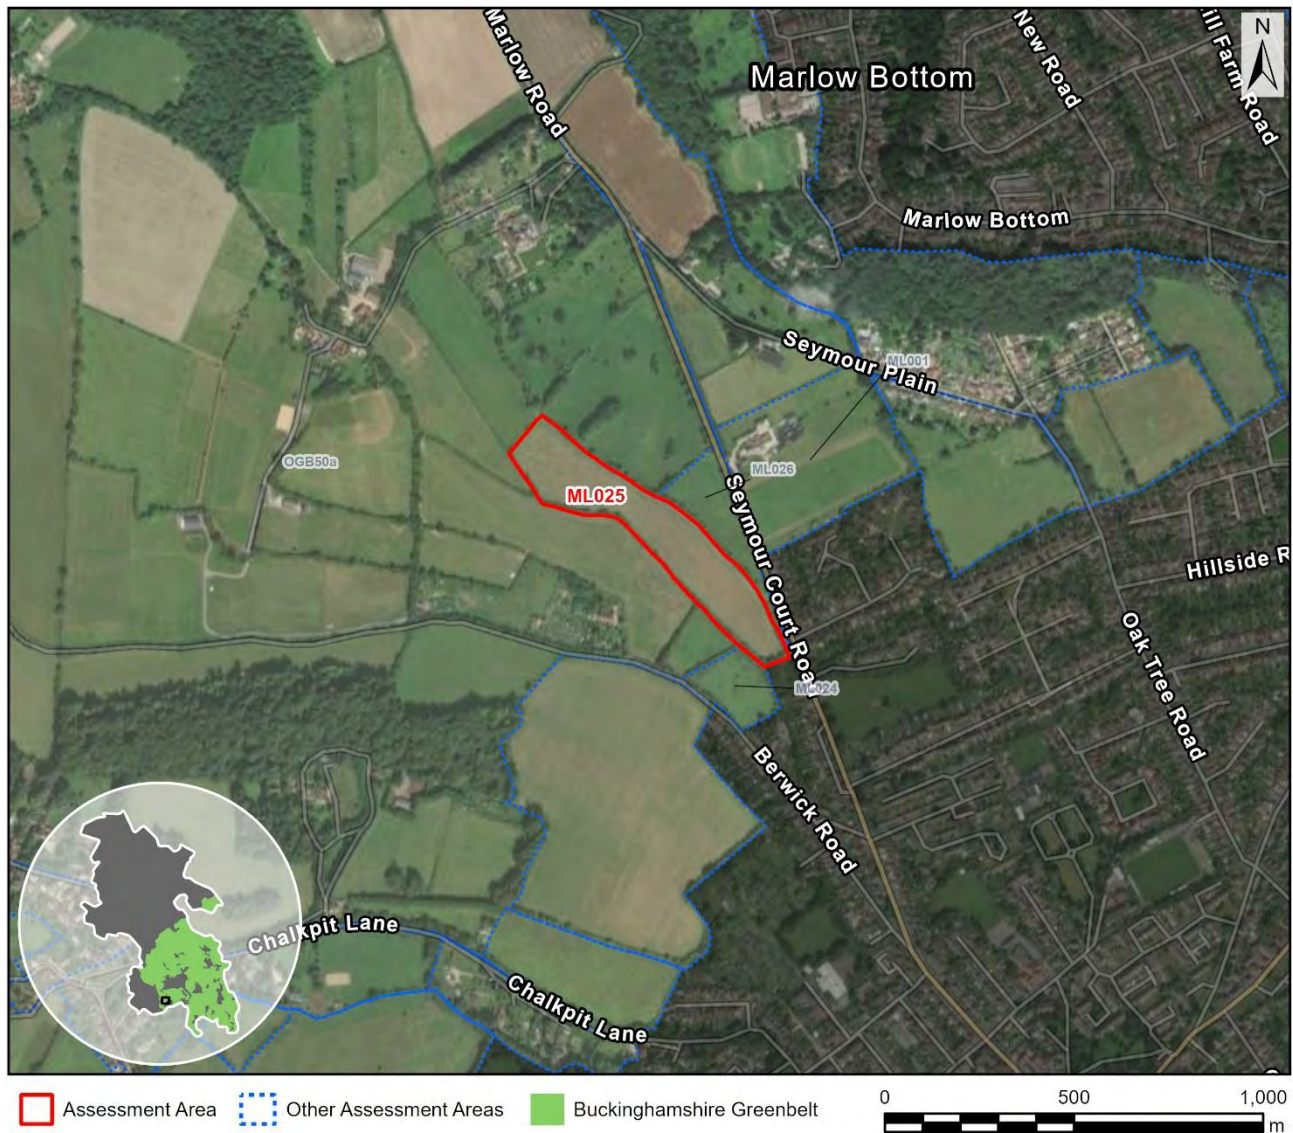 N
Marlow Road
New Road
ill Farm Road
Marlow Bottom
Marlow Bottom
Seymour Plain
ML001
OGB50a
ML025
ML026
Seymour Court Road
Hillside R
Oak Tree Road
ML024
Berwick Road
Chalkpit Lane
Chalkpit Lane
Assessment Area
Other Assessment Areas
Buckinghamshire Greenbelt
0
500
1,000
m